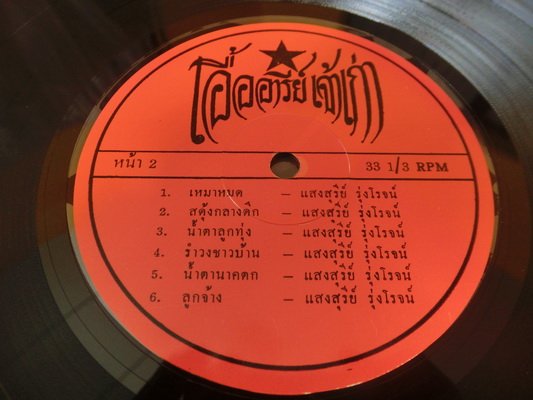 โอ้ออารีย์เจ้าเก่า
หน้า 2 33 1/3 RPM
1. เหมาหมด – แสงสุริย์ รุ่งโรจน์
2. สดุ้งกลางดึก – แสงสุริย์ รุ่งโรจน์
3. น้ำตาลูกทุ่ง – แสงสุริย์ รุ่งโรจน์
4. รำวงชาวบ้าน – แสงสุริย์ รุ่งโรจน์
5. น้ำตานาคตก – แสงสุริย์ รุ่งโรจน์
6. ลูกจ้าง – แสงสุริย์ รุ่งโรจน์